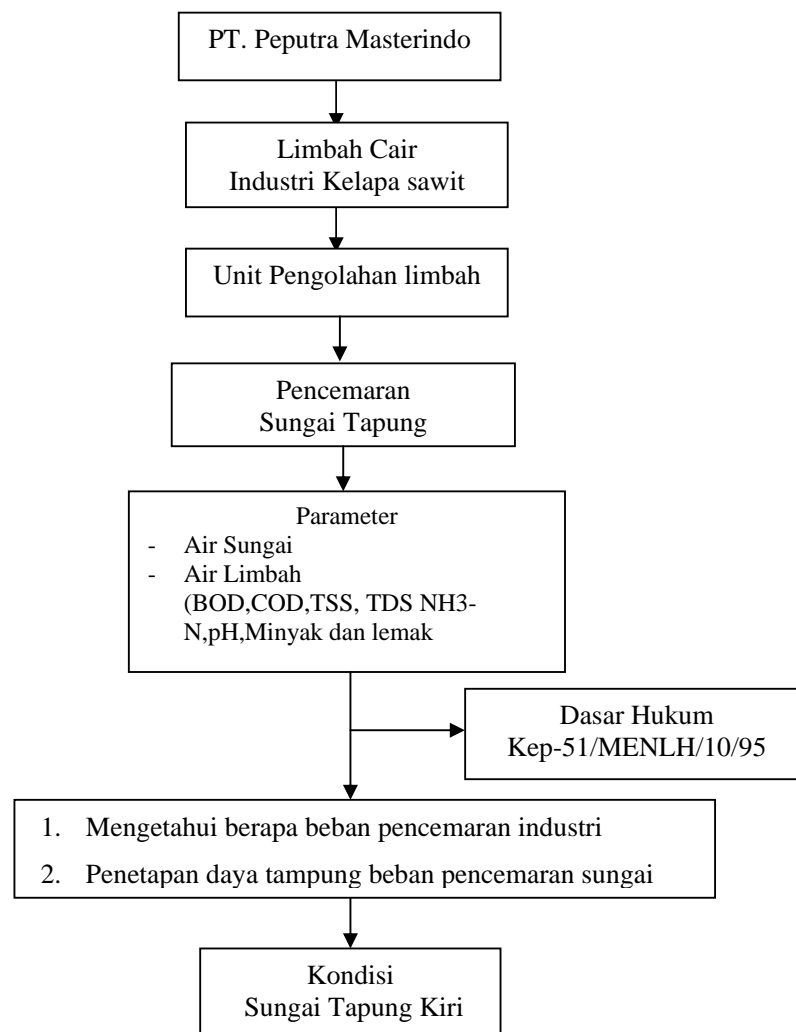 PT. Peputra Masterindo
Limbah Cair
Industri Kelapa sawit
Unit Pengolahan limbah
Pencemaran
Sungai Tapung
Parameter
- Air Sungai
- Air Limbah
(BOD,COD,TSS, TDS NH3-
N,pH,Minyak dan lemak
Dasar Hukum
Kep-51/MENLH/10/95
1. Mengetahui berapa beban pencemaran industri
2. Penetapan daya tampung beban pencemaran sungai
Kondisi
Sungai Tapung Kiri